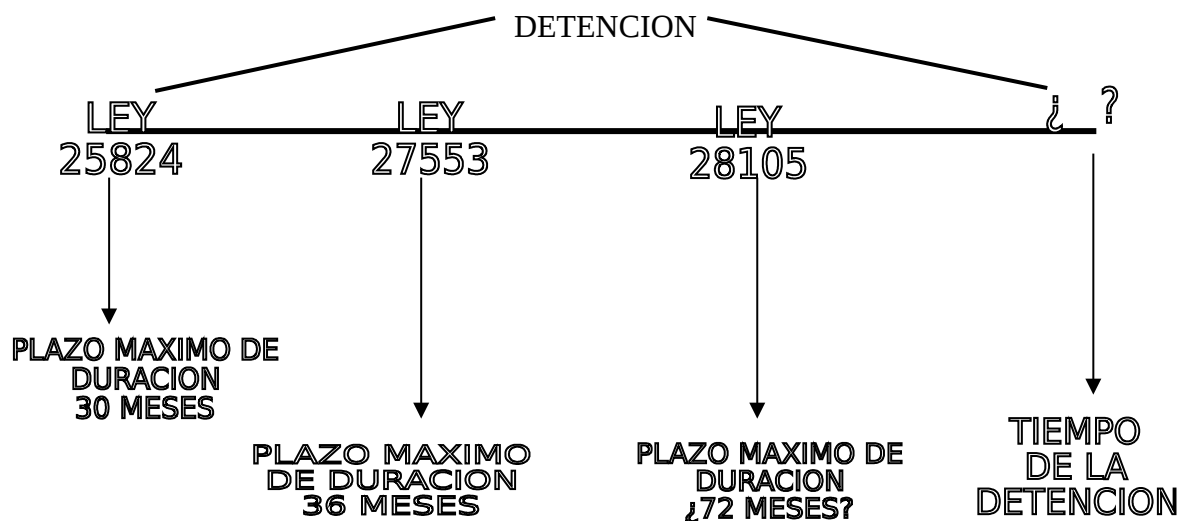 DETENCION
LEY
25824
LEY
27553
LEY
28105
¿ ?
PLAZO MAXIMO DE
DURACION
30 MESES
PLAZO MAXIMO
DE DURACION
36 MESES
PLAZO MAXIMO DE
DURACION
¿72 MESES?
TIEMPO
DE LA
DETENCION